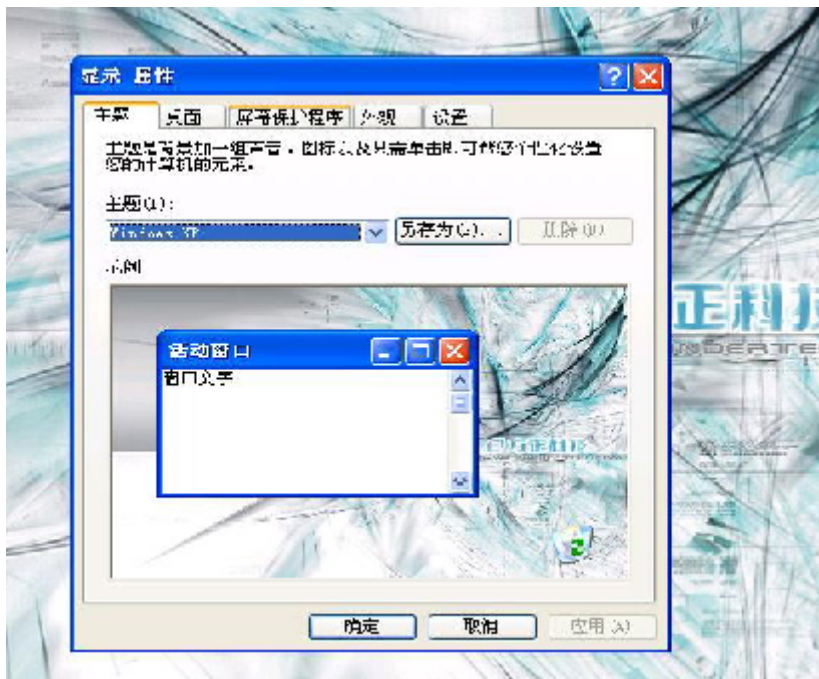 显示 属性
主题 桌面 屏幕保护程序 外观 设置
主题是背景加一组声音，图标以及只需单击即可帮您个性化设置
您的计算机的元素。
主题(T):
Windows XP 另存为(S)... 删除(D)
示例
正科技
活动窗口
窗口文字
确定 取消 应用(A)